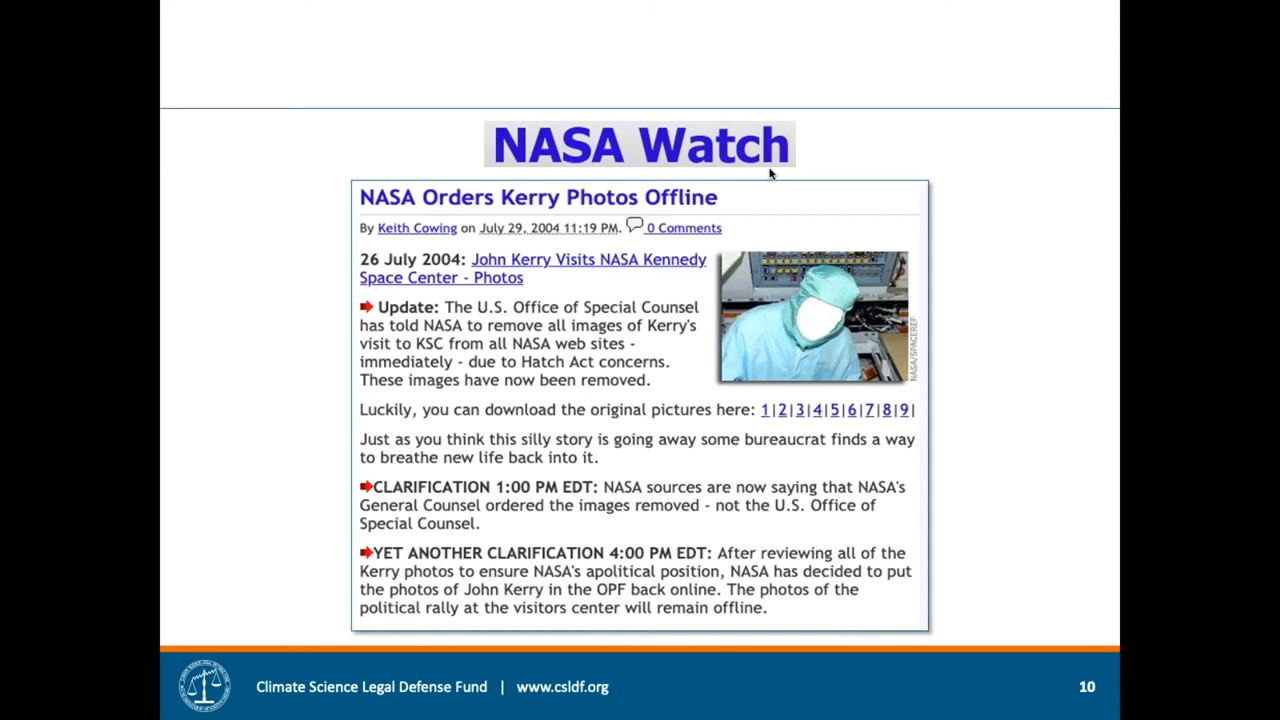 NASA Watch
NASA Orders Kerry Photos Offline
By Keith Cowing on July 29, 2004 11:19 PM. 0 Comments
26 July 2004: John Kerry Visits NASA Kennedy
Space Center - Photos
Update: The U.S. Office of Special Counsel
has told NASA to remove all images of Kerry's
visit to KSC from all NASA web sites -
immediately - due to Hatch Act concerns.
These images have now been removed.
NASA/SPACEREF
Luckily, you can download the original pictures here: 1|2|3|4|5|6|7|8|9|
Just as you think this silly story is going away some bureaucrat finds a way
to breathe new life back into it.
CLARIFICATION 1:00 PM EDT: NASA sources are now saying that NASA's
General Counsel ordered the images removed - not the U.S. Office of
Special Counsel.
YET ANOTHER CLARIFICATION 4:00 PM EDT: After reviewing all of the
Kerry photos to ensure NASA's apolitical position, NASA has decided to put
the photos of John Kerry in the OPF back online. The photos of the
political rally at the visitors center will remain offline.
Climate Science Legal Defense Fund | www.csldf.org
10